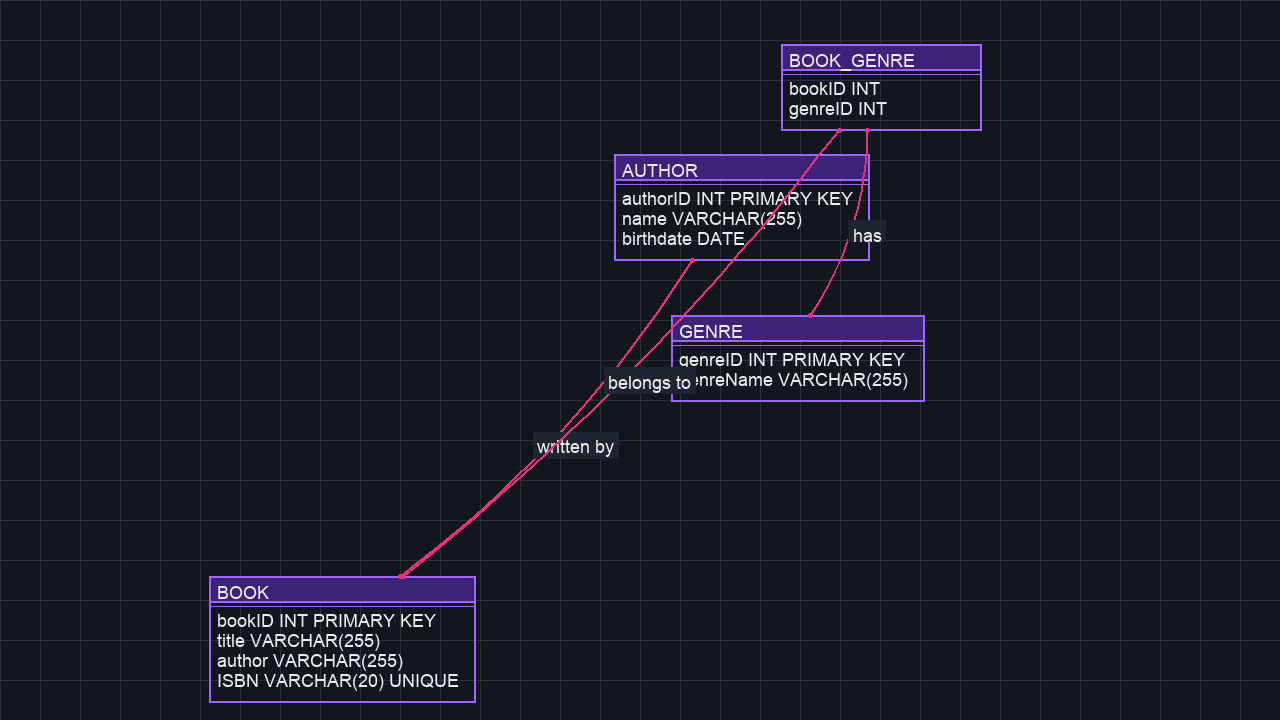 BOOK_GENRE
bookID INT
genreID INT
AUTHOR
authorID INT PRIMARY KEY
name VARCHAR(255)
birthdate DATE
has
GENRE
genreID INT PRIMARY KEY
enreName VARCHAR(255)
belongs to
written by
BOOK
bookID INT PRIMARY KEY
title VARCHAR(255)
author VARCHAR(255)
ISBN VARCHAR(20) UNIQUE